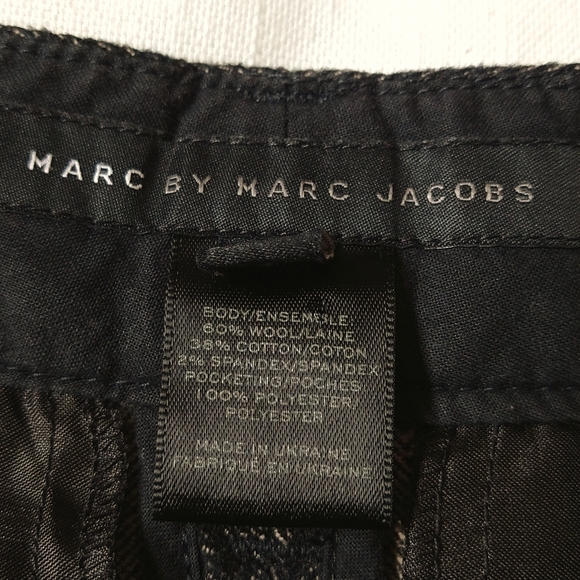 MARC BY MARC JACOBS
BODY/ENSEMBLE:
60% WOOL/LAINE
38% COTTON/COTON
2% SPANDEX/SPANDEX
POCKETING/POCHES:
100% POLYESTER/
POLYESTER
MADE IN UKRAINE
FABRIQUÉ EN UKRAINE